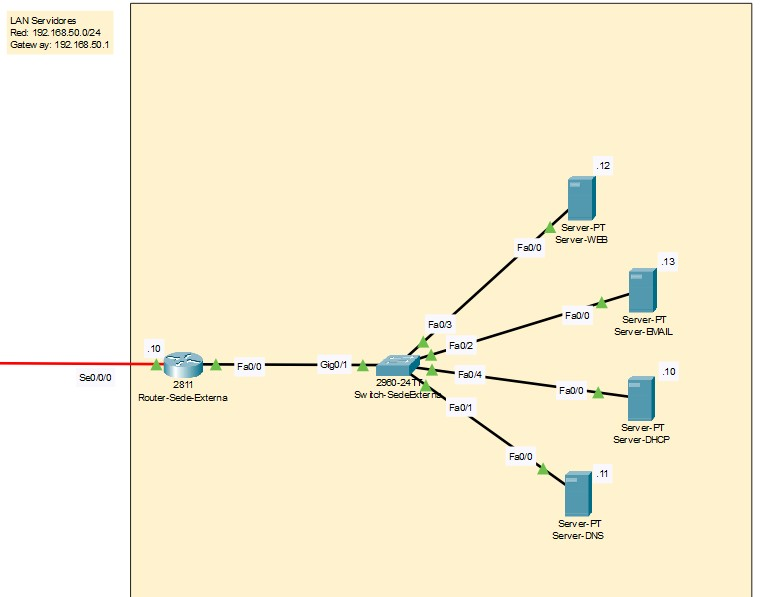 LAN Servidores
Red: 192.168.50.0/24
Gateway: 192.168.50.1
.12
Server-PT
Server-WEB
Fa0/0
.13
Fa0/0
Server-PT
Server-EMAIL
Fa0/3
Fa0/2
.10
Se0/0/0
2811
Router-Sede-Externa
Fa0/0
Gig0/1
2960-24TT
Switch-SedeExterna
Fa0/4
Fa0/0
.10
Server-PT
Server-DHCP
Fa0/1
Fa0/0
.11
Server-PT
Server-DNS